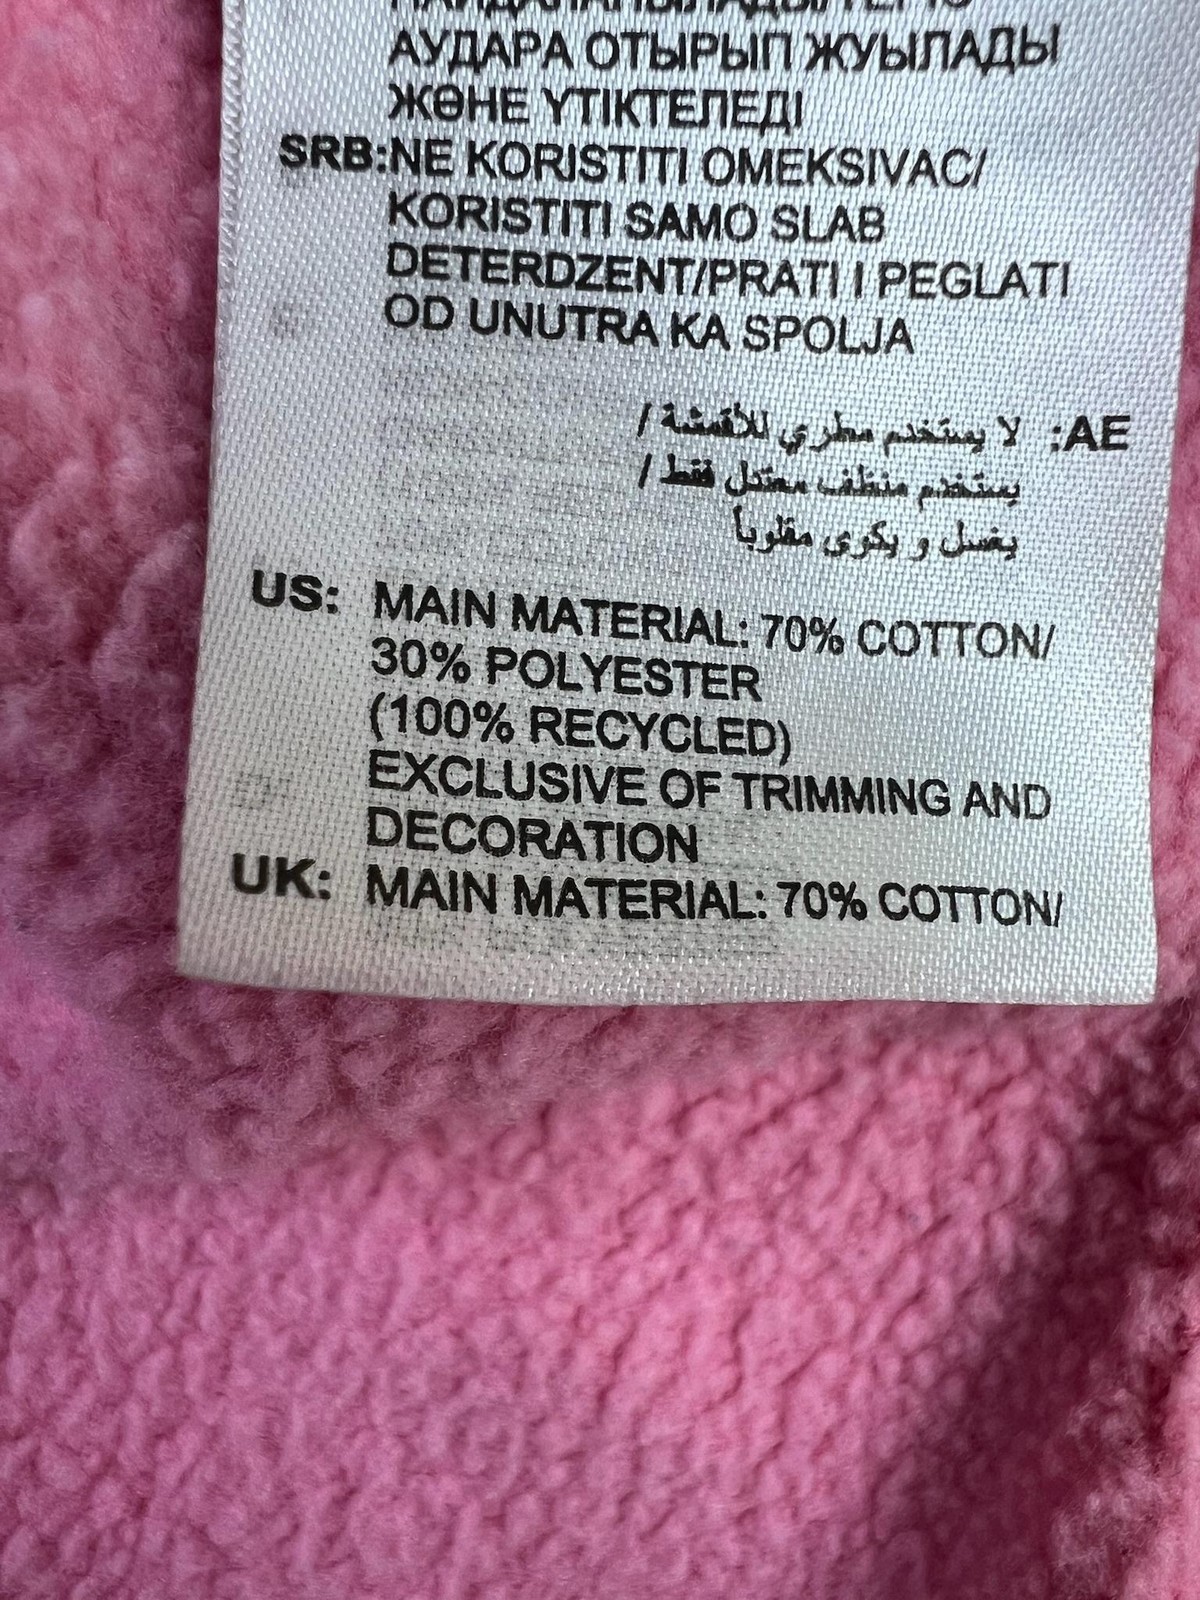 АУДАРА ОТЫРЫП ЖУЫЛАДЫ
ЖӘНЕ ҮТІКТЕЛЕДІ
SRB:NE KORISTITI OMEKSIVAC/
KORISTITI SAMO SLAB
DETERDZENT/PRATI I PEGLATI
OD UNUTRA KA SPOLJA
AE: لا يستخدم مطري للأقمشة /
يستخدم منظف معتدل فقط /
يغسل و يكوى مقلوباً
US: MAIN MATERIAL: 70% COTTON/
30% POLYESTER
(100% RECYCLED)
EXCLUSIVE OF TRIMMING AND
DECORATION
UK: MAIN MATERIAL: 70% COTTON/